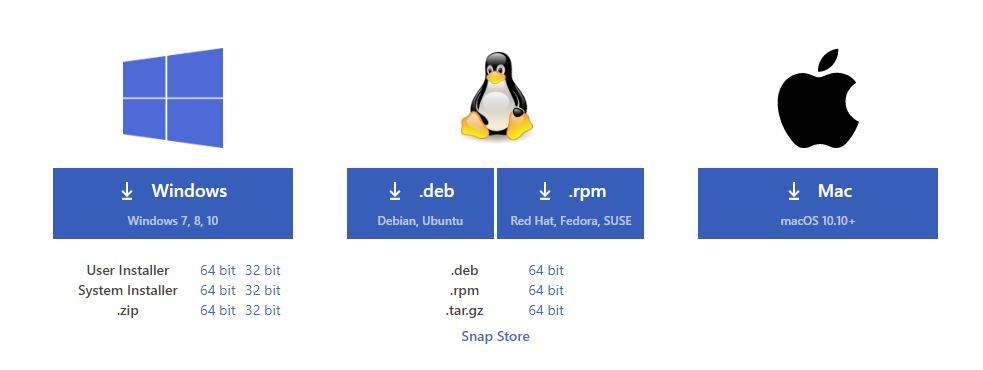 Windows
Windows 7, 8, 10
User Installer 64 bit 32 bit
System Installer 64 bit 32 bit
.zip 64 bit 32 bit
.deb
Debian, Ubuntu
.rpm
Red Hat, Fedora, SUSE
.deb 64 bit
.rpm 64 bit
.tar.gz 64 bit
Snap Store
Mac
macOS 10.10+